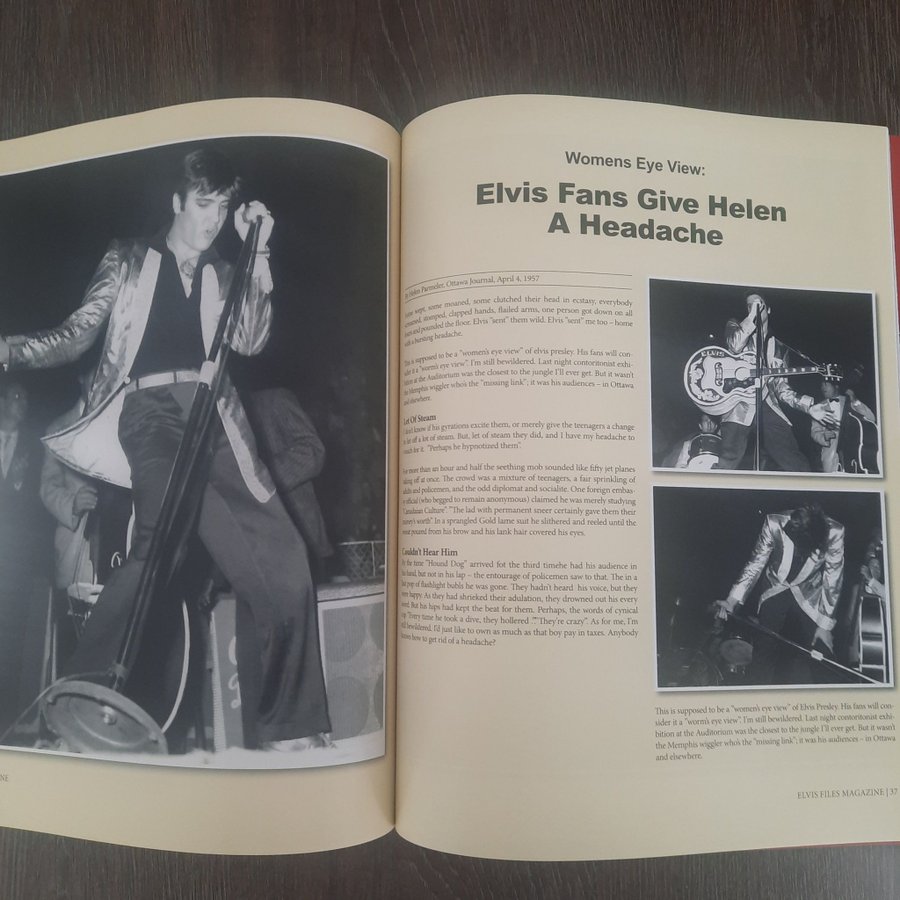 Womens Eye View:
Elvis Fans Give Helen
A Headache
Helen Parmeler, Ottawa Journal, April 4, 1957
wept, some moaned, some clutched their head in ecstasy, everybody
stomped, clapped hands, flailed arms, one person got down on all
and pounded the floor. Elvis "sent" them wild. Elvis "sent" me too – home
with a bursting headache.
This is supposed to be a "women's eye view" of elvis presley. His fans will con-
sider it a "worm's eye view". I'm still bewildered. Last night contoritonist exhi-
bition at the Auditorium was the closest to the jungle I'll ever get. But it wasn't
the Memphis wiggler who's the "missing link"; it was his audiences – in Ottawa
and elsewhere.
Let Of Steam
I don't know if his gyrations excite them, or merely give the teenagers a change
to let off a lot of steam. But, let of steam they did, and I have my headache to
vouch for it. "Perhaps he hypnotized them".
For more than an hour and half the seething mob sounded like fifty jet planes
taking off at once. The crowd was a mixture of teenagers, a fair sprinkling of
adults and policemen, and the odd diplomat and socialite. One foreign embas-
sy official (who begged to remain anonymous) claimed he was merely studying
"Canadian Culture". "The lad with permanent sneer certainly gave them their
money's worth". In a sprangled Gold lame suit he slithered and reeled until the
sweat poured from his brow and his lank hair covered his eyes.
Couldn't Hear Him
By the time "Hound Dog" arrived fot the third timehe had his audience in
his hand, but not in his lap – the entourage of policemen saw to that. The in a
last pop of flashlight bubls he was gone. They hadn't heard his voice, but they
were happy. As they had shrieked their adulation, they drowned out his every
word. But his hips had kept the beat for them. Perhaps, the words of cynical
cop "Every time he took a dive, they hollered". "They're crazy". As for me, I'm
still bewildered. I'd just like to own as much as that boy pay in taxes. Anybody
known how to get rid of a headache?
ELVIS
This is supposed to be a "women's eye view" of Elvis Presley. His fans will con-
sider it a "worm's eye view". I'm still bewildered. Last night contoritonist exhi-
bition at the Auditorium was the closest to the jungle I'll ever get. But it wasn't
the Memphis wiggler who's the "missing link"; it was his audiences – in Ottawa
and elsewhere.
NE
ELVIS FILES MAGAZINE | 37